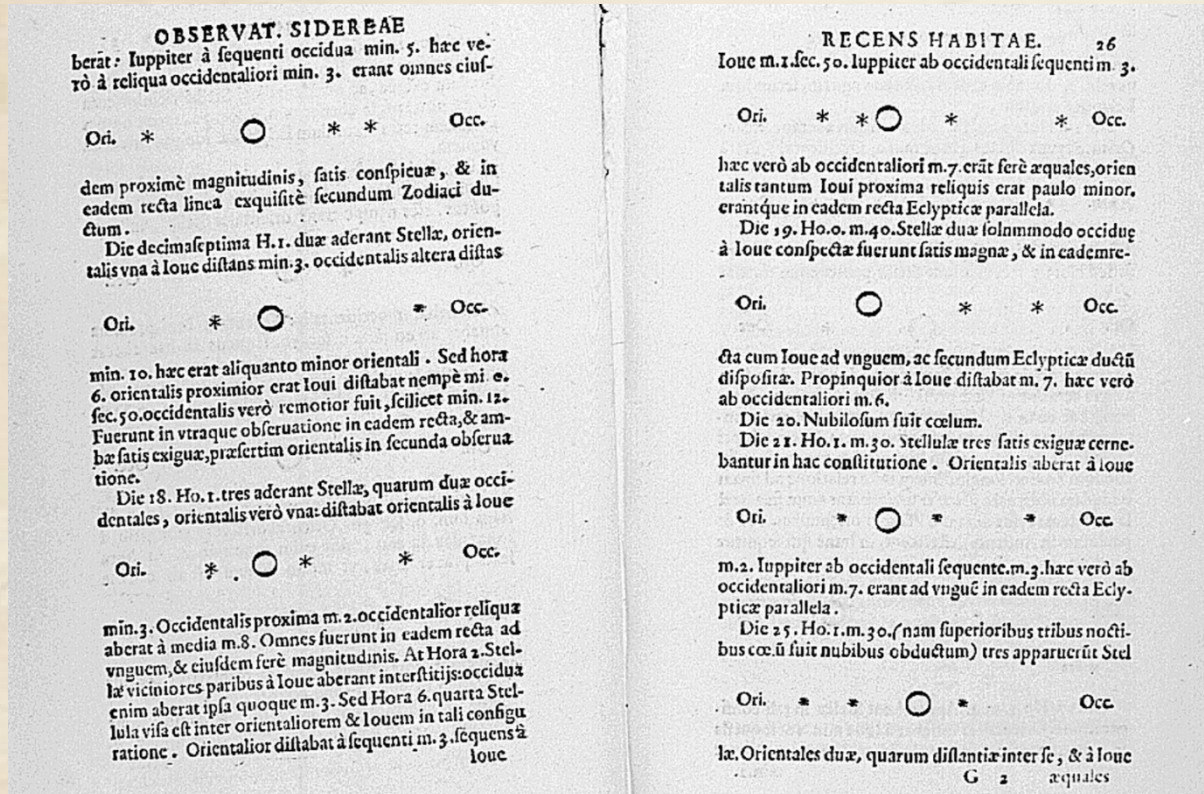 OBSERVAT. SIDEREAE
berāt: Iuppiter à ſequenti occidua min. 5. hæc ve-
rò à reliqua occidentaliori min. 3. erant omnes eiuſ-
Ori. * O * * Occ.
dem proximè magnitudinis, ſatis conſpicuæ, & in
eadem recta linea exquiſitè ſecundum Zodiaci du-
ctum.
Die decimaſeptima H. 1. duæ aderant Stellæ, orien-
talis vna à Ioue diſtans min. 3. occidentalis altera diſtās
Ori. * O * Occ.
min. 10. hæc erat aliquanto minor orientali. Sed hora
6. orientalis proximior erat Ioui diſtabat nempè mi. 0.
ſec. 50. occidentalis verò remotior fuit, ſcilicet min. 12.
Fuerunt in vtraque obſeruatione in eadem recta, & am-
bæ ſatis exiguæ, præſertim orientalis in ſecunda obſerua
tione.
Die 18. Ho. 1. tres aderant Stellæ, quarum duæ occi-
dentales, orientalis verò vna: diſtabat orientalis à Ioue
Ori. * O * * Occ.
min. 3. Occidentalis proxima m. 2. occidentalior reliqua
aberat à media m. 8. Omnes fuerunt in eadem recta ad
vnguem, & eiuſdem ferè magnitudinis. At Hora 2. Stel-
læ viciniores paribus à Ioue aberant interſtitijs: occidua
enim aberat ipſa quoque m. 3. Sed Hora 6. quarta Stel-
lula viſa eſt inter orientaliorem & Iouem in tali configu
ratione. Orientalior diſtabat à ſequenti m. 3. ſequens à
Ioue
RECENS HABITAE. 26
Ioue m. 1. ſec. 50. Iuppiter ab occidentali ſequenti m. 3.
Ori. * * O * * Occ.
hæc verò ab occidentaliori m. 7. erāt ferè æquales, orien
talis tantum Ioui proxima reliquis erat paulo minor,
erantq́ue in eadem recta Eclypticæ parallela.
Die 19. Ho. 0. m. 40. Stellæ duæ ſolummodo occiduę
à Ioue conſpectæ fuerunt ſatis magnæ, & in eadem re-
Ori. O * * Occ.
cta cum Ioue ad vnguem, ac ſecundum Eclypticæ ductū
diſpoſitæ. Propinquior à Ioue diſtabat m. 7. hæc verò
ab occidentaliori m. 6.
Die 20. Nubiloſum fuit cœlum.
Die 21. Ho. 1. m. 30. Stellulæ tres ſatis exiguæ cerne-
bantur in hac conſtitutione. Orientalis aberat à Ioue
Ori. * O * * Occ.
m. 2. Iuppiter ab occidentali ſequente. m. 3. hæc verò ab
occidentaliori m. 7. erant ad vnguē in eadem recta Ecly-
pticæ parallela.
Die 25. Ho. 1. m. 30. (nam ſuperioribus tribus nocti-
bus cœlū fuit nubibus obductum) tres apparuerūt Stel
Ori. * * O * Occ.
læ. Orientales duæ, quarum diſtantiæ inter ſe, & à Ioue
G 2 æquales